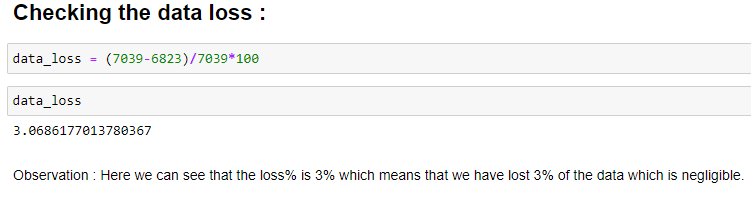 Checking the data loss :
data_loss = (7039-6823)/7039*100
data_loss
3.0686177013780367
Observation : Here we can see that the loss% is 3% which means that we have lost 3% of the data which is negligible.